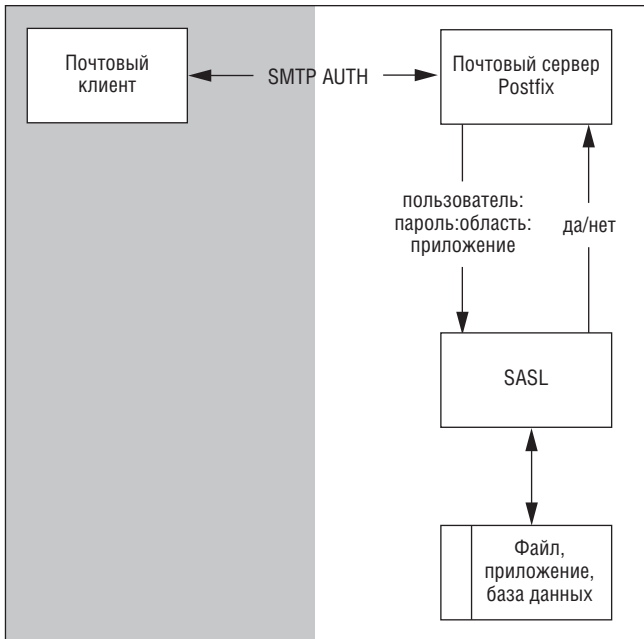 Почтовый
клиент
SMTP AUTH
Почтовый сервер
Postfix
пользователь:
пароль:область:
приложение
да/нет
SASL
Файл,
приложение,
база данных